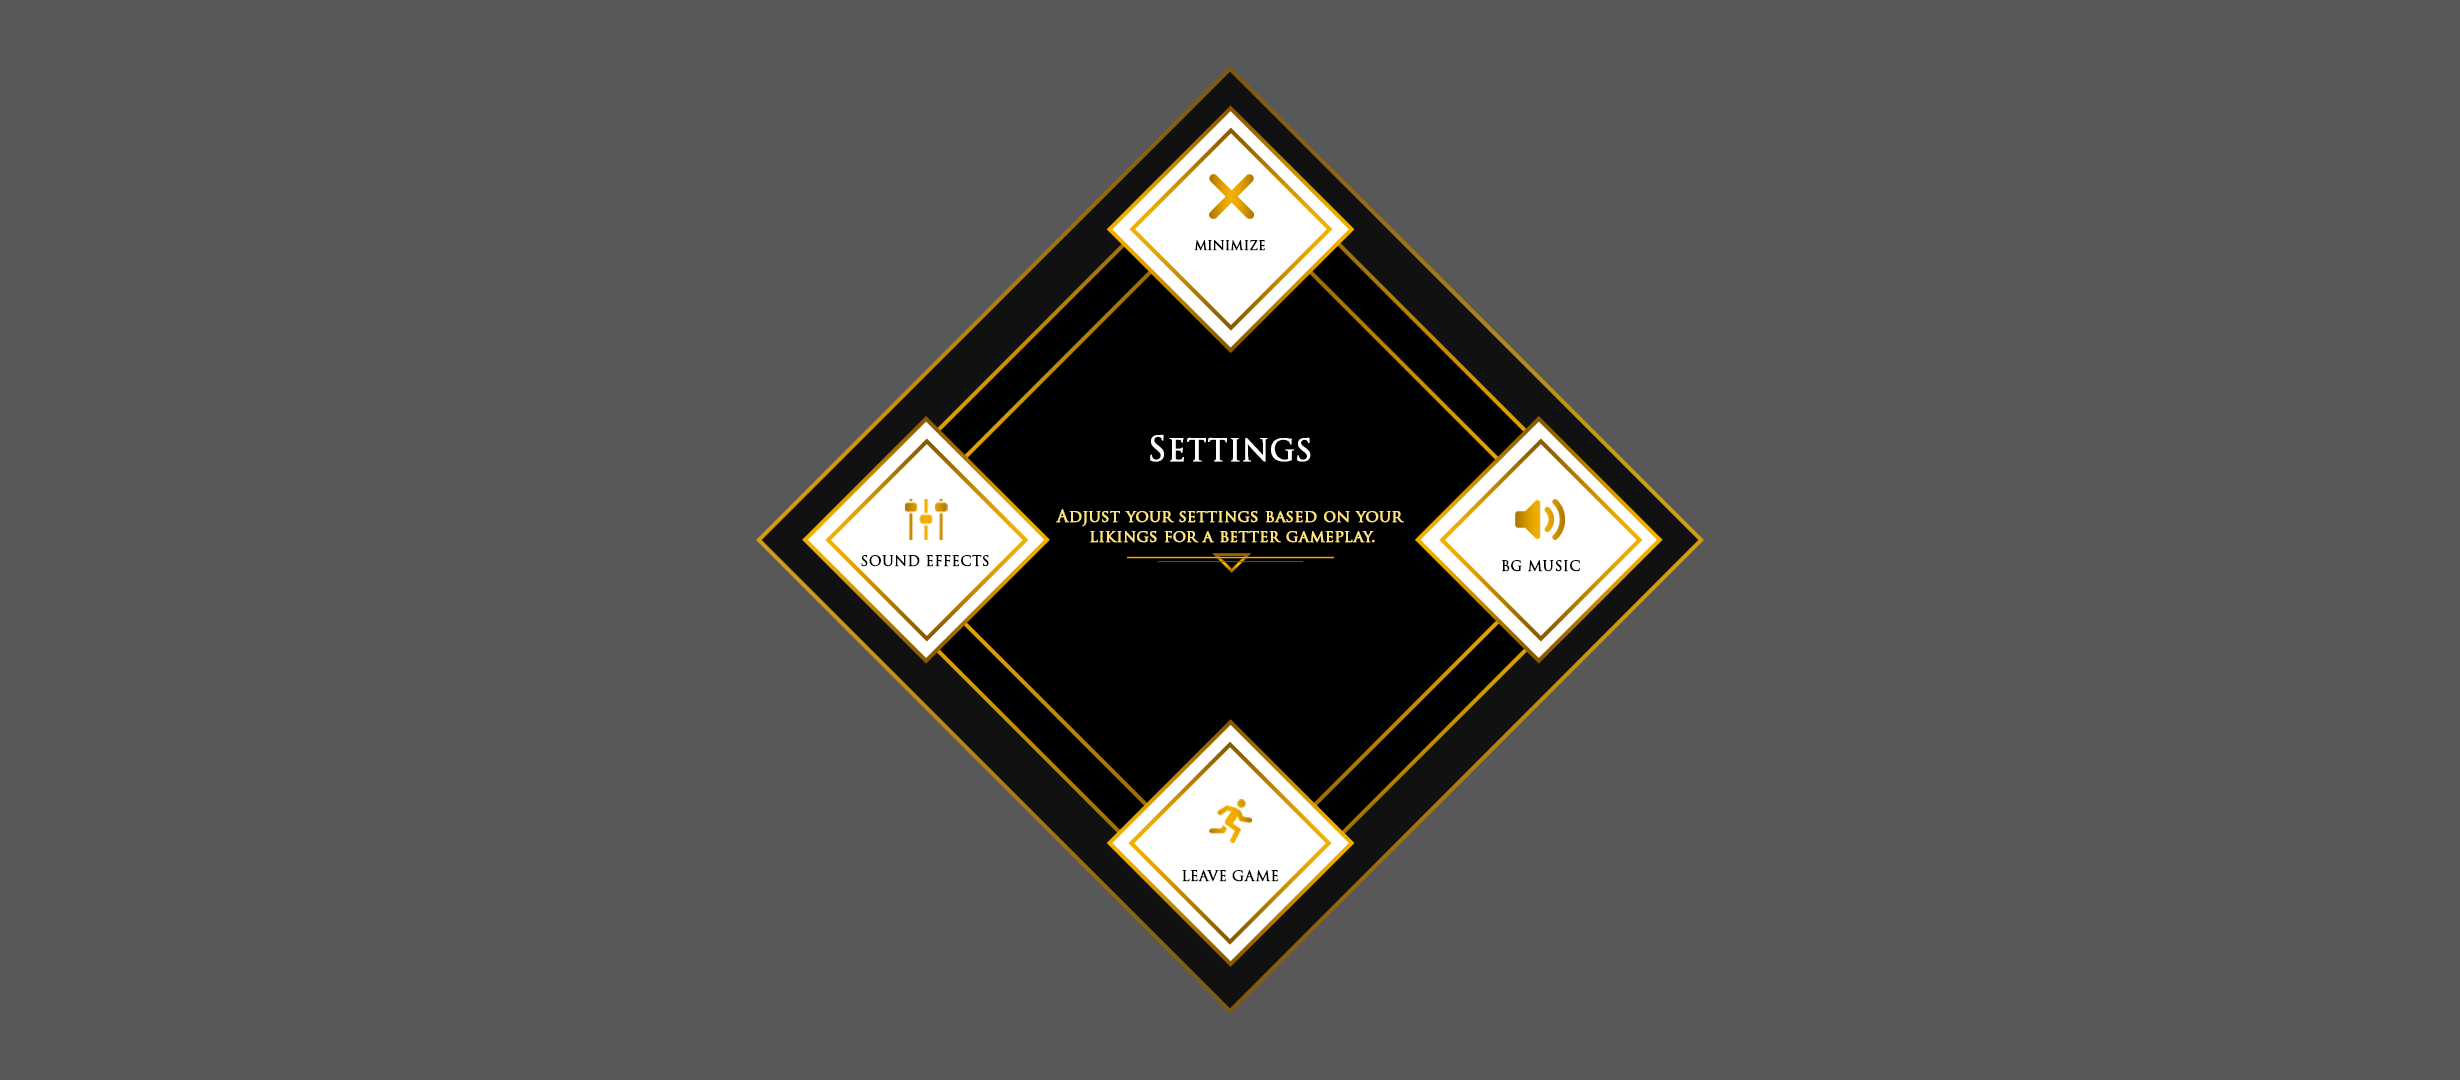 MINIMIZE
SETTINGS
ADJUST YOUR SETTINGS BASED ON YOUR
LIKINGS FOR A BETTER GAMEPLAY.
SOUND EFFECTS
BG MUSIC
LEAVE GAME